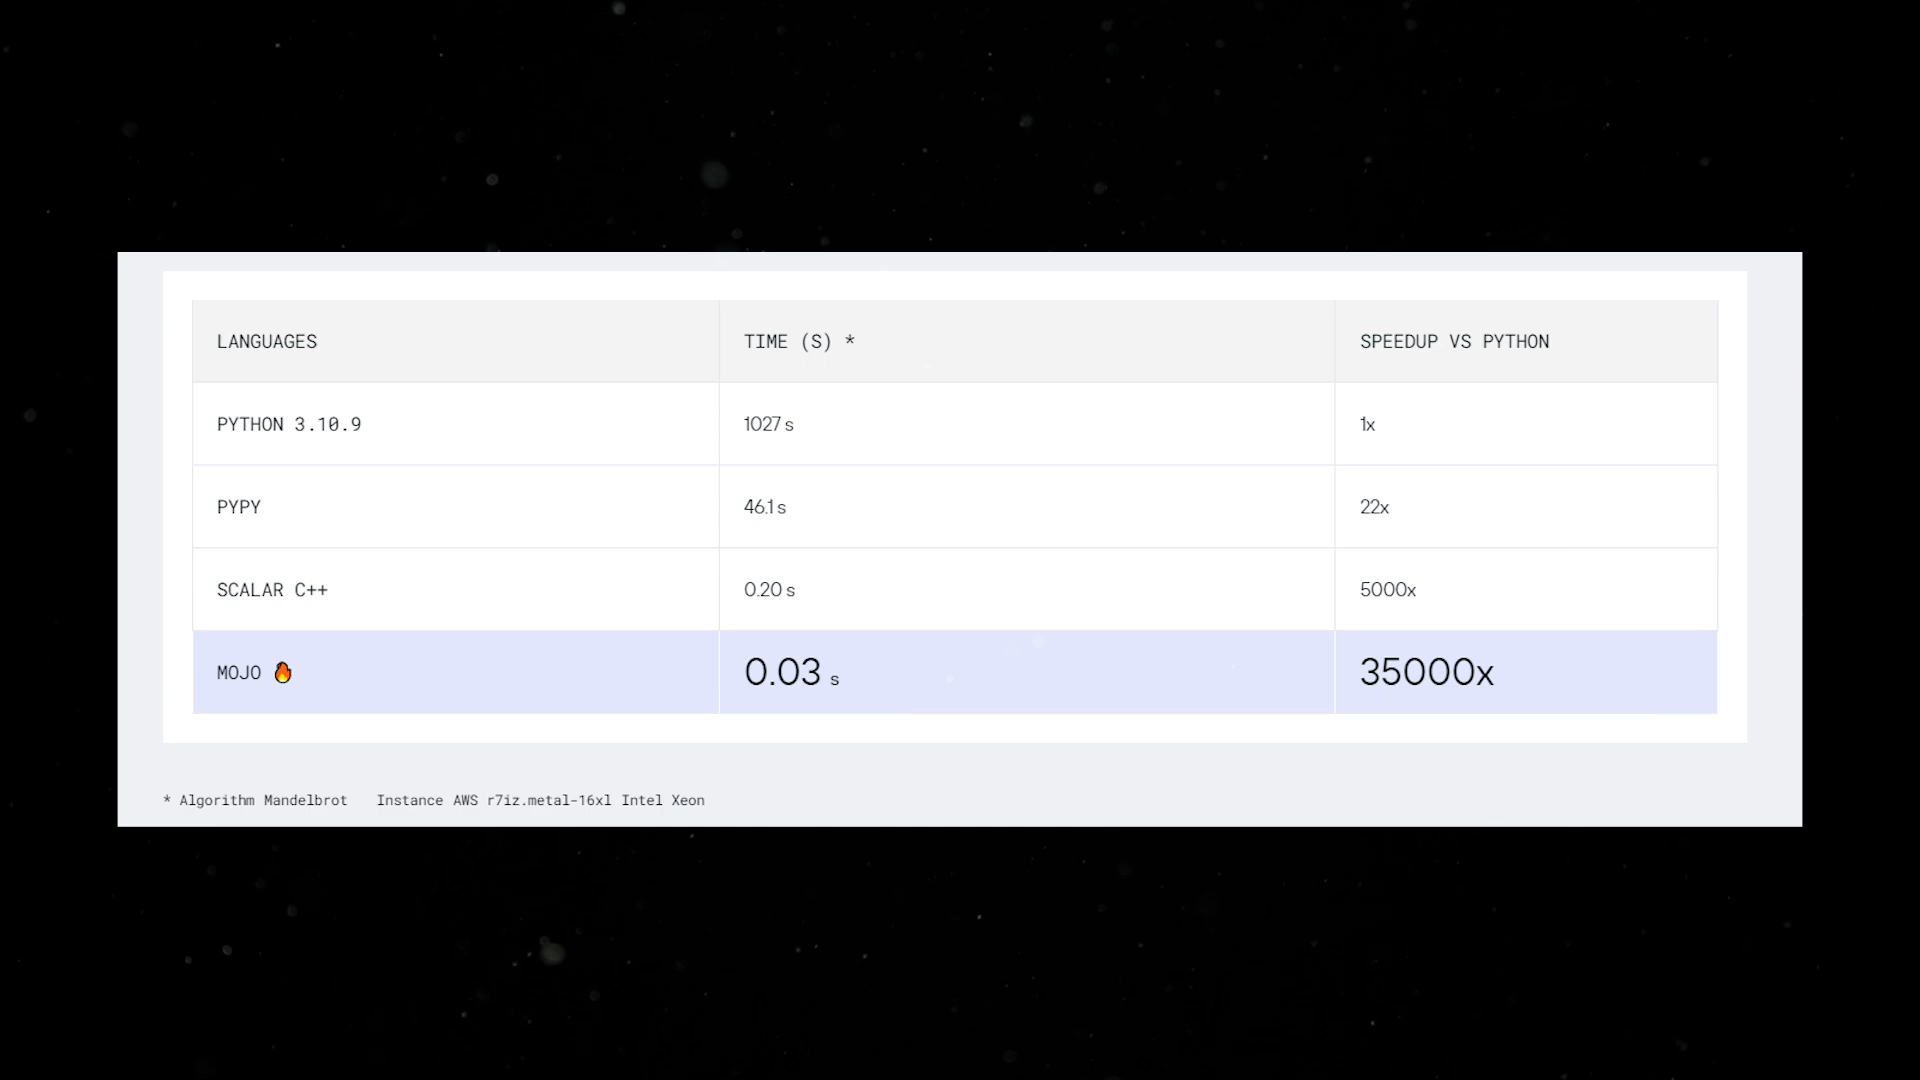 LANGUAGES TIME (S) * SPEEDUP VS PYTHON
PYTHON 3.10.9 1027 s 1x
PYPY 46.1 s 22x
SCALAR C++ 0.20 s 5000x
MOJO 🔥 0.03 s 35000x
* Algorithm Mandelbrot Instance AWS r7iz.metal-16xl Intel Xeon